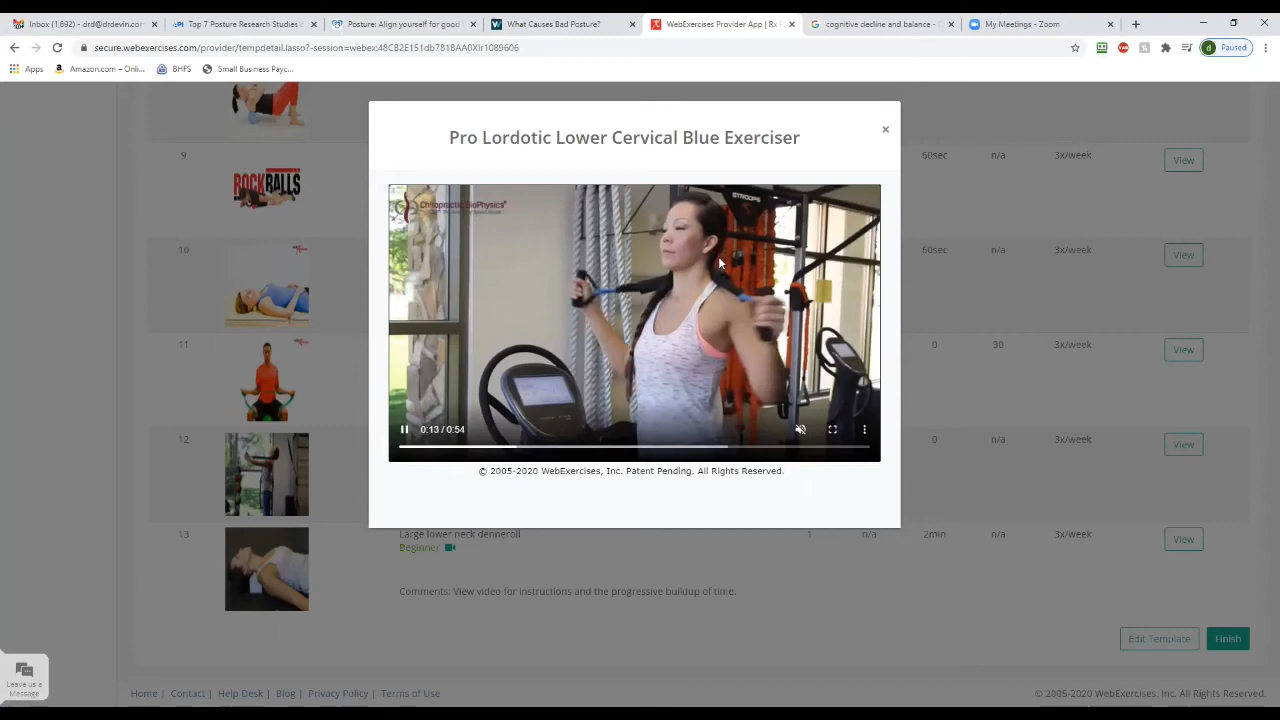 Inbox (1,692) - drdr@drdevin.con
Top 7 Posture Research Studies c
Posture: Align yourself for good
What Causes Bad Posture?
WebExercises Provider App | Rx F
cognitive decline and balance -
My Meetings - Zoom
secure.webexercises.com/provider/tempdetail.lasso?-session=webex:48CB2E151db781BAA0XIr1089606
Paused
Apps
Amazon.com – Onli...
BHFS
Small Business Payc...
Pro Lordotic Lower Cervical Blue Exerciser
×
9
ROCKBALLS
60sec
n/a
3x/week
View
Chiropractic BioPhysics
STROOPS
10
60sec
n/a
3x/week
View
11
0
30
3x/week
View
0:13 / 0:54
12
0
3x/week
View
© 2005-2020 WebExercises, Inc. Patent Pending. All Rights Reserved.
13
Large lower neck denneroll
1
n/a
2min
n/a
3x/week
View
Beginner
Comments: View video for instructions and the progressive buildup of time.
Edit Template
Finish
Leave us a
Message
Home |
Contact |
Help Desk |
Blog |
Privacy Policy |
Terms of Use
© 2005-2020 WebExercises, Inc. All Rights Reserved.